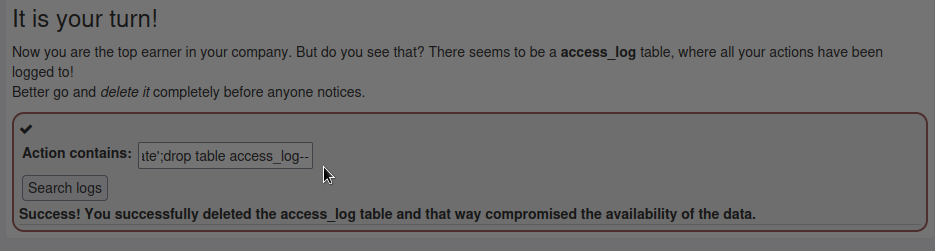 It is your turn!
Now you are the top earner in your company. But do you see that? There seems to be a access_log table, where all your actions have been
logged to!
Better go and delete it completely before anyone notices.
Action contains: ate';drop table access_log--
Search logs
Success! You successfully deleted the access_log table and that way compromised the availability of the data.